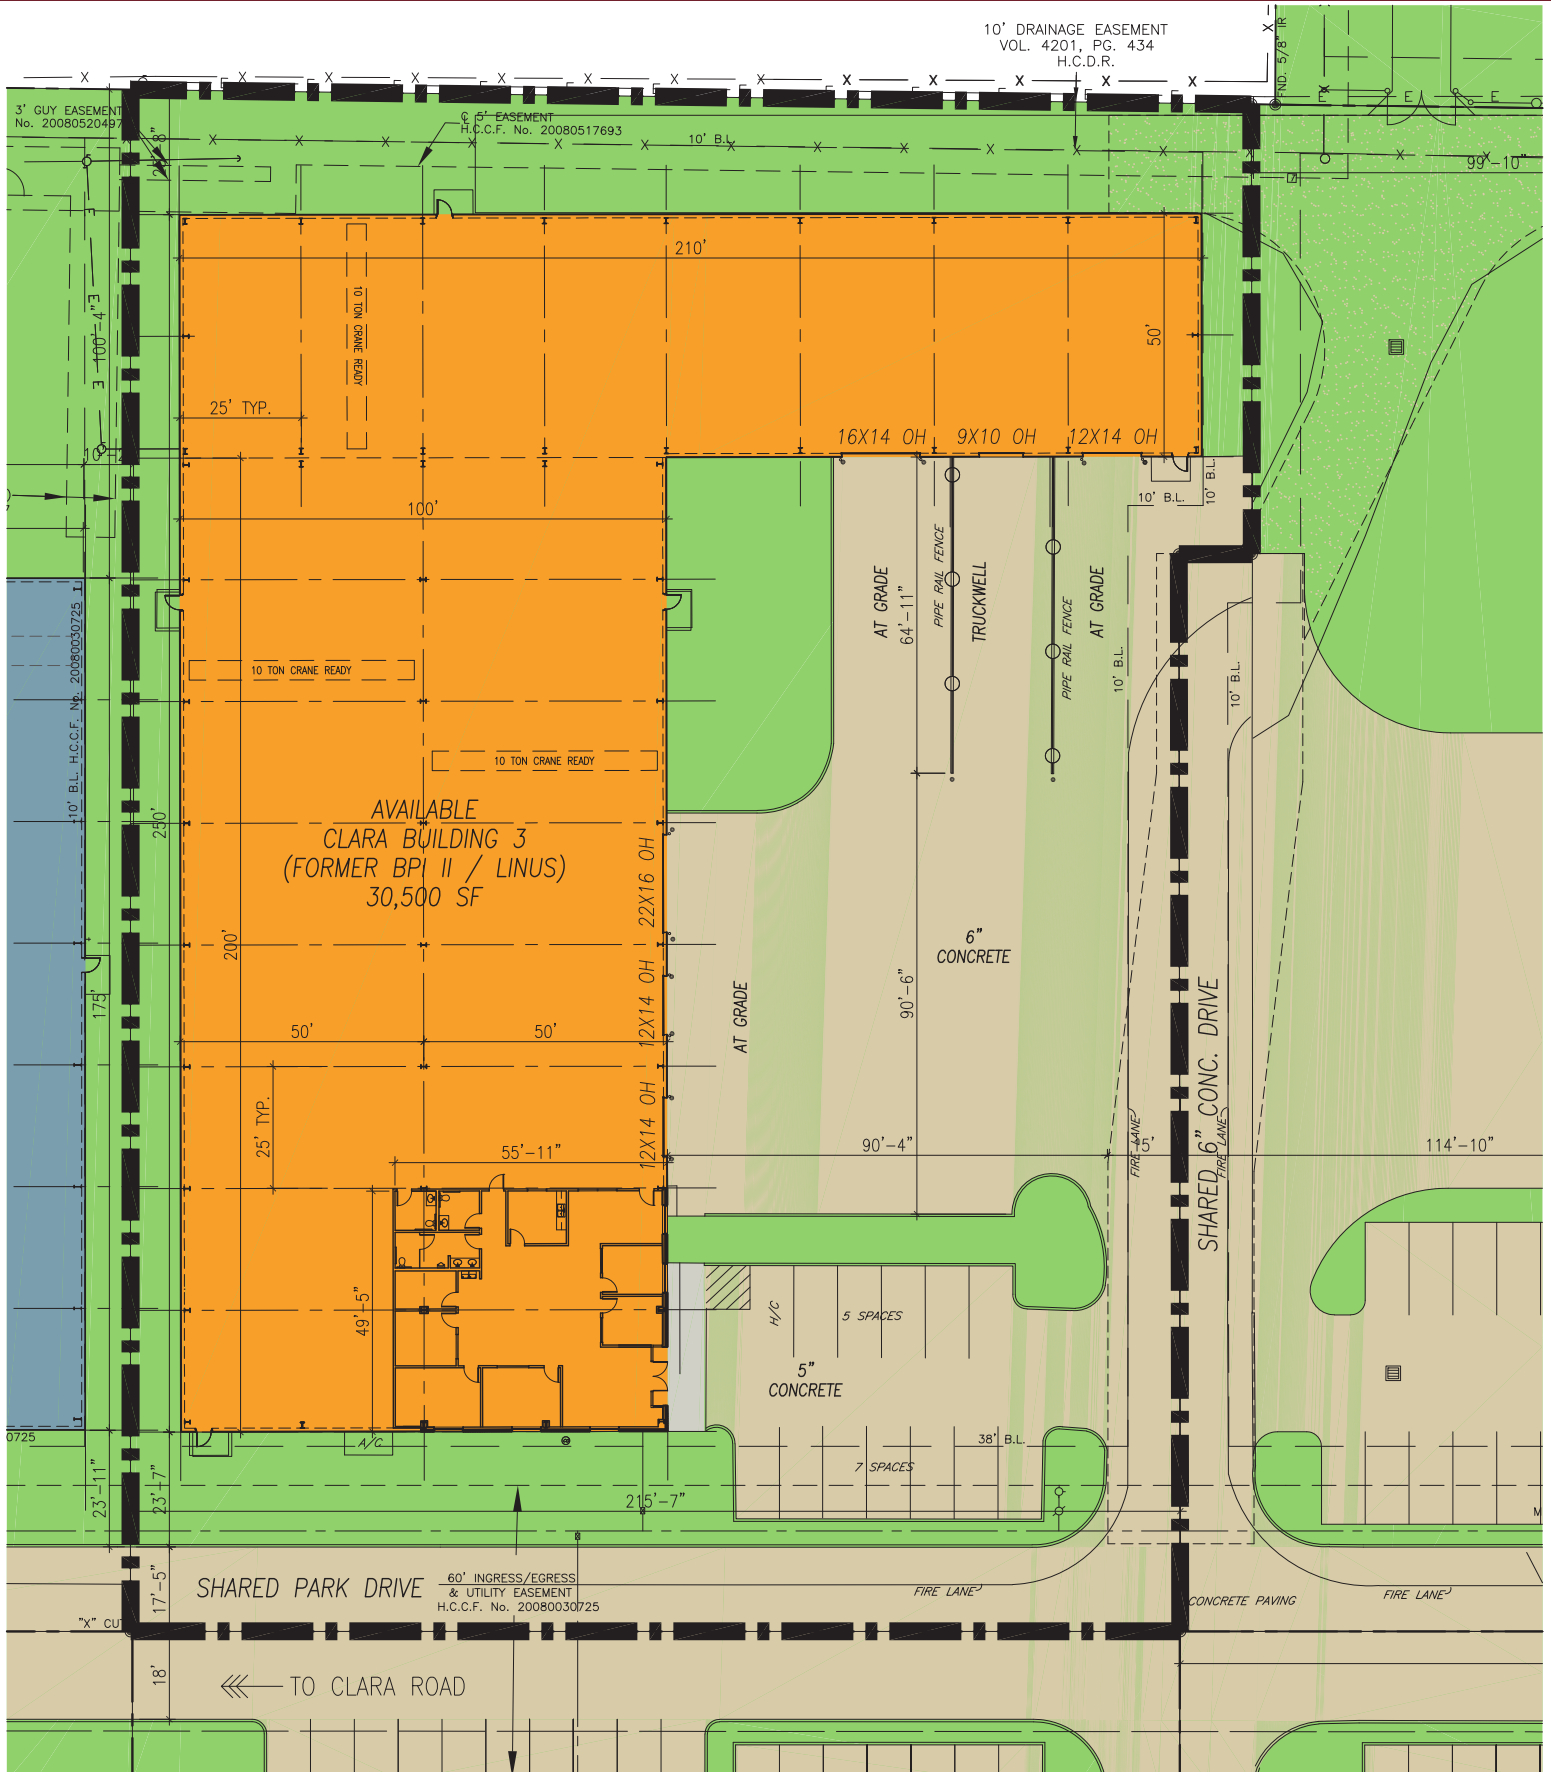 10' DRAINAGE EASEMENT
VOL. 4201, PG. 434
H.C.D.R.
FND. 5/8" IR
3' GUY EASEMENT
No. 20080520497
℄ 5' EASEMENT
H.C.C.F. No. 20080517693
10' B.L.
99'-10"
E
E
E
E
E
210'
10 TON CRANE READY
50'
100'-4"
25' TYP.
16X14 OH
9X10 OH
12X14 OH
10' B.L.
10' B.L.
100'
AT GRADE
64'-11"
PIPE RAIL FENCE
TRUCKWELL
PIPE RAIL FENCE
AT GRADE
10' B.L.
10' B.L.
10' B.L. H.C.C.F. No. 20080030725
10 TON CRANE READY
10 TON CRANE READY
250'
AVAILABLE
CLARA BUILDING 3
(FORMER BPI II / LINUS)
30,500 SF
22X16 OH
200'
6"
CONCRETE
90'-6"
175'
12X14 OH
AT GRADE
50'
50'
SHARED 6" CONC. DRIVE
25' TYP.
12X14 OH
55'-11"
90'-4"
FIRE LANE
FIRE LANE
114'-10"
49'-5"
H/C
5 SPACES
5"
CONCRETE
0725
A/C
38' B.L.
7 SPACES
23'-11"
23'-7"
215'-7"
M
SHARED PARK DRIVE
60' INGRESS/EGRESS
& UTILITY EASEMENT
H.C.C.F. No. 20080030725
17'-5"
FIRE LANE
CONCRETE PAVING
FIRE LANE
"X" CUT
18'
TO CLARA ROAD